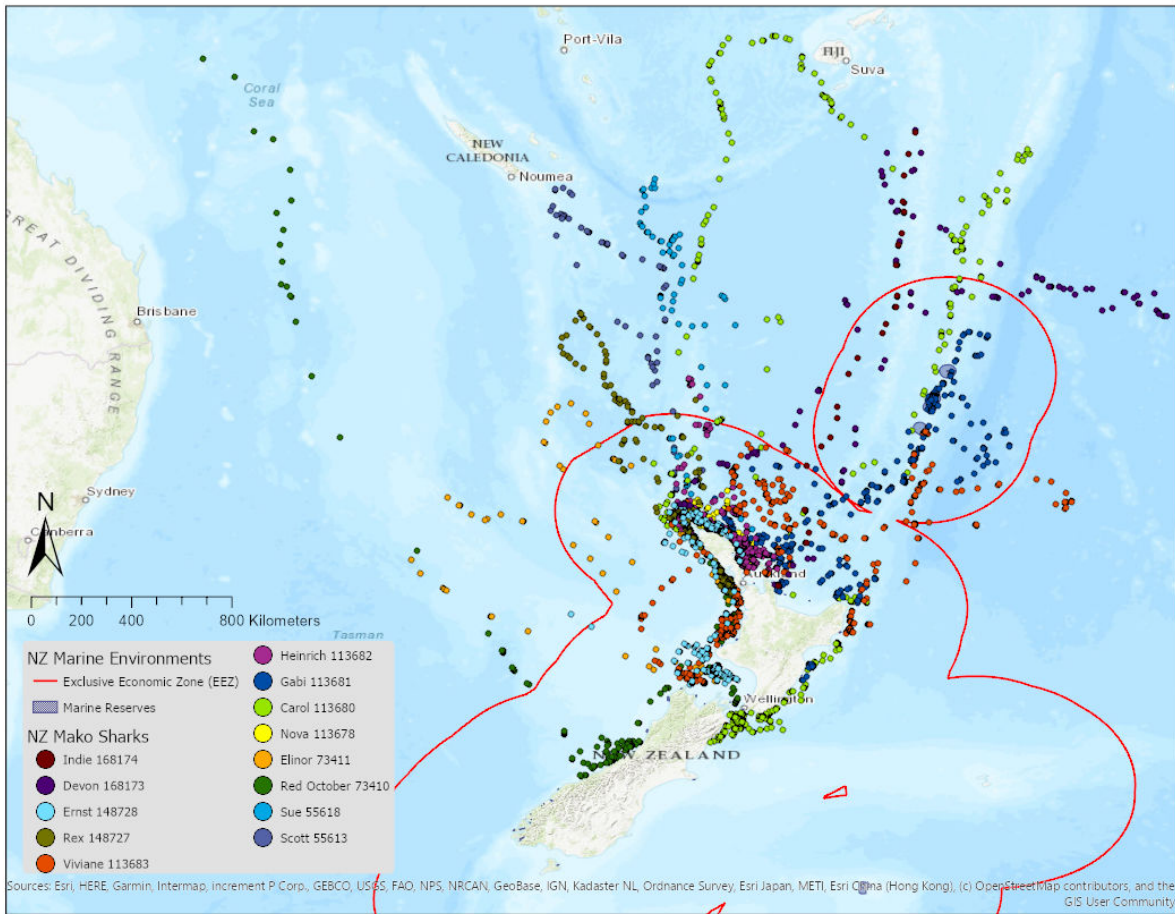 Port-Vila
FIJI
Suva
Coral
Sea
NEW
CALEDONIA
Noumea
GREAT DIVIDING RANGE
Brisbane
Sydney
N
Canberra
Auckland
0 200 400 800 Kilometers
Tasman
Wellington
NEW ZEALAND
NZ Marine Environments
Exclusive Economic Zone (EEZ)
Marine Reserves
NZ Mako Sharks
Indie 168174
Devon 168173
Ernst 148728
Rex 148727
Viviane 113683
Heinrich 113682
Gabi 113681
Carol 113680
Nova 113678
Elinor 73411
Red October 73410
Sue 55618
Scott 55613
Sources: Esri, HERE, Garmin, Intermap, increment P Corp., GEBCO, USGS, FAO, NPS, NRCAN, GeoBase, IGN, Kadaster NL, Ordnance Survey, Esri Japan, METI, Esri China (Hong Kong), (c) OpenStreetMap contributors, and the
GIS User Community